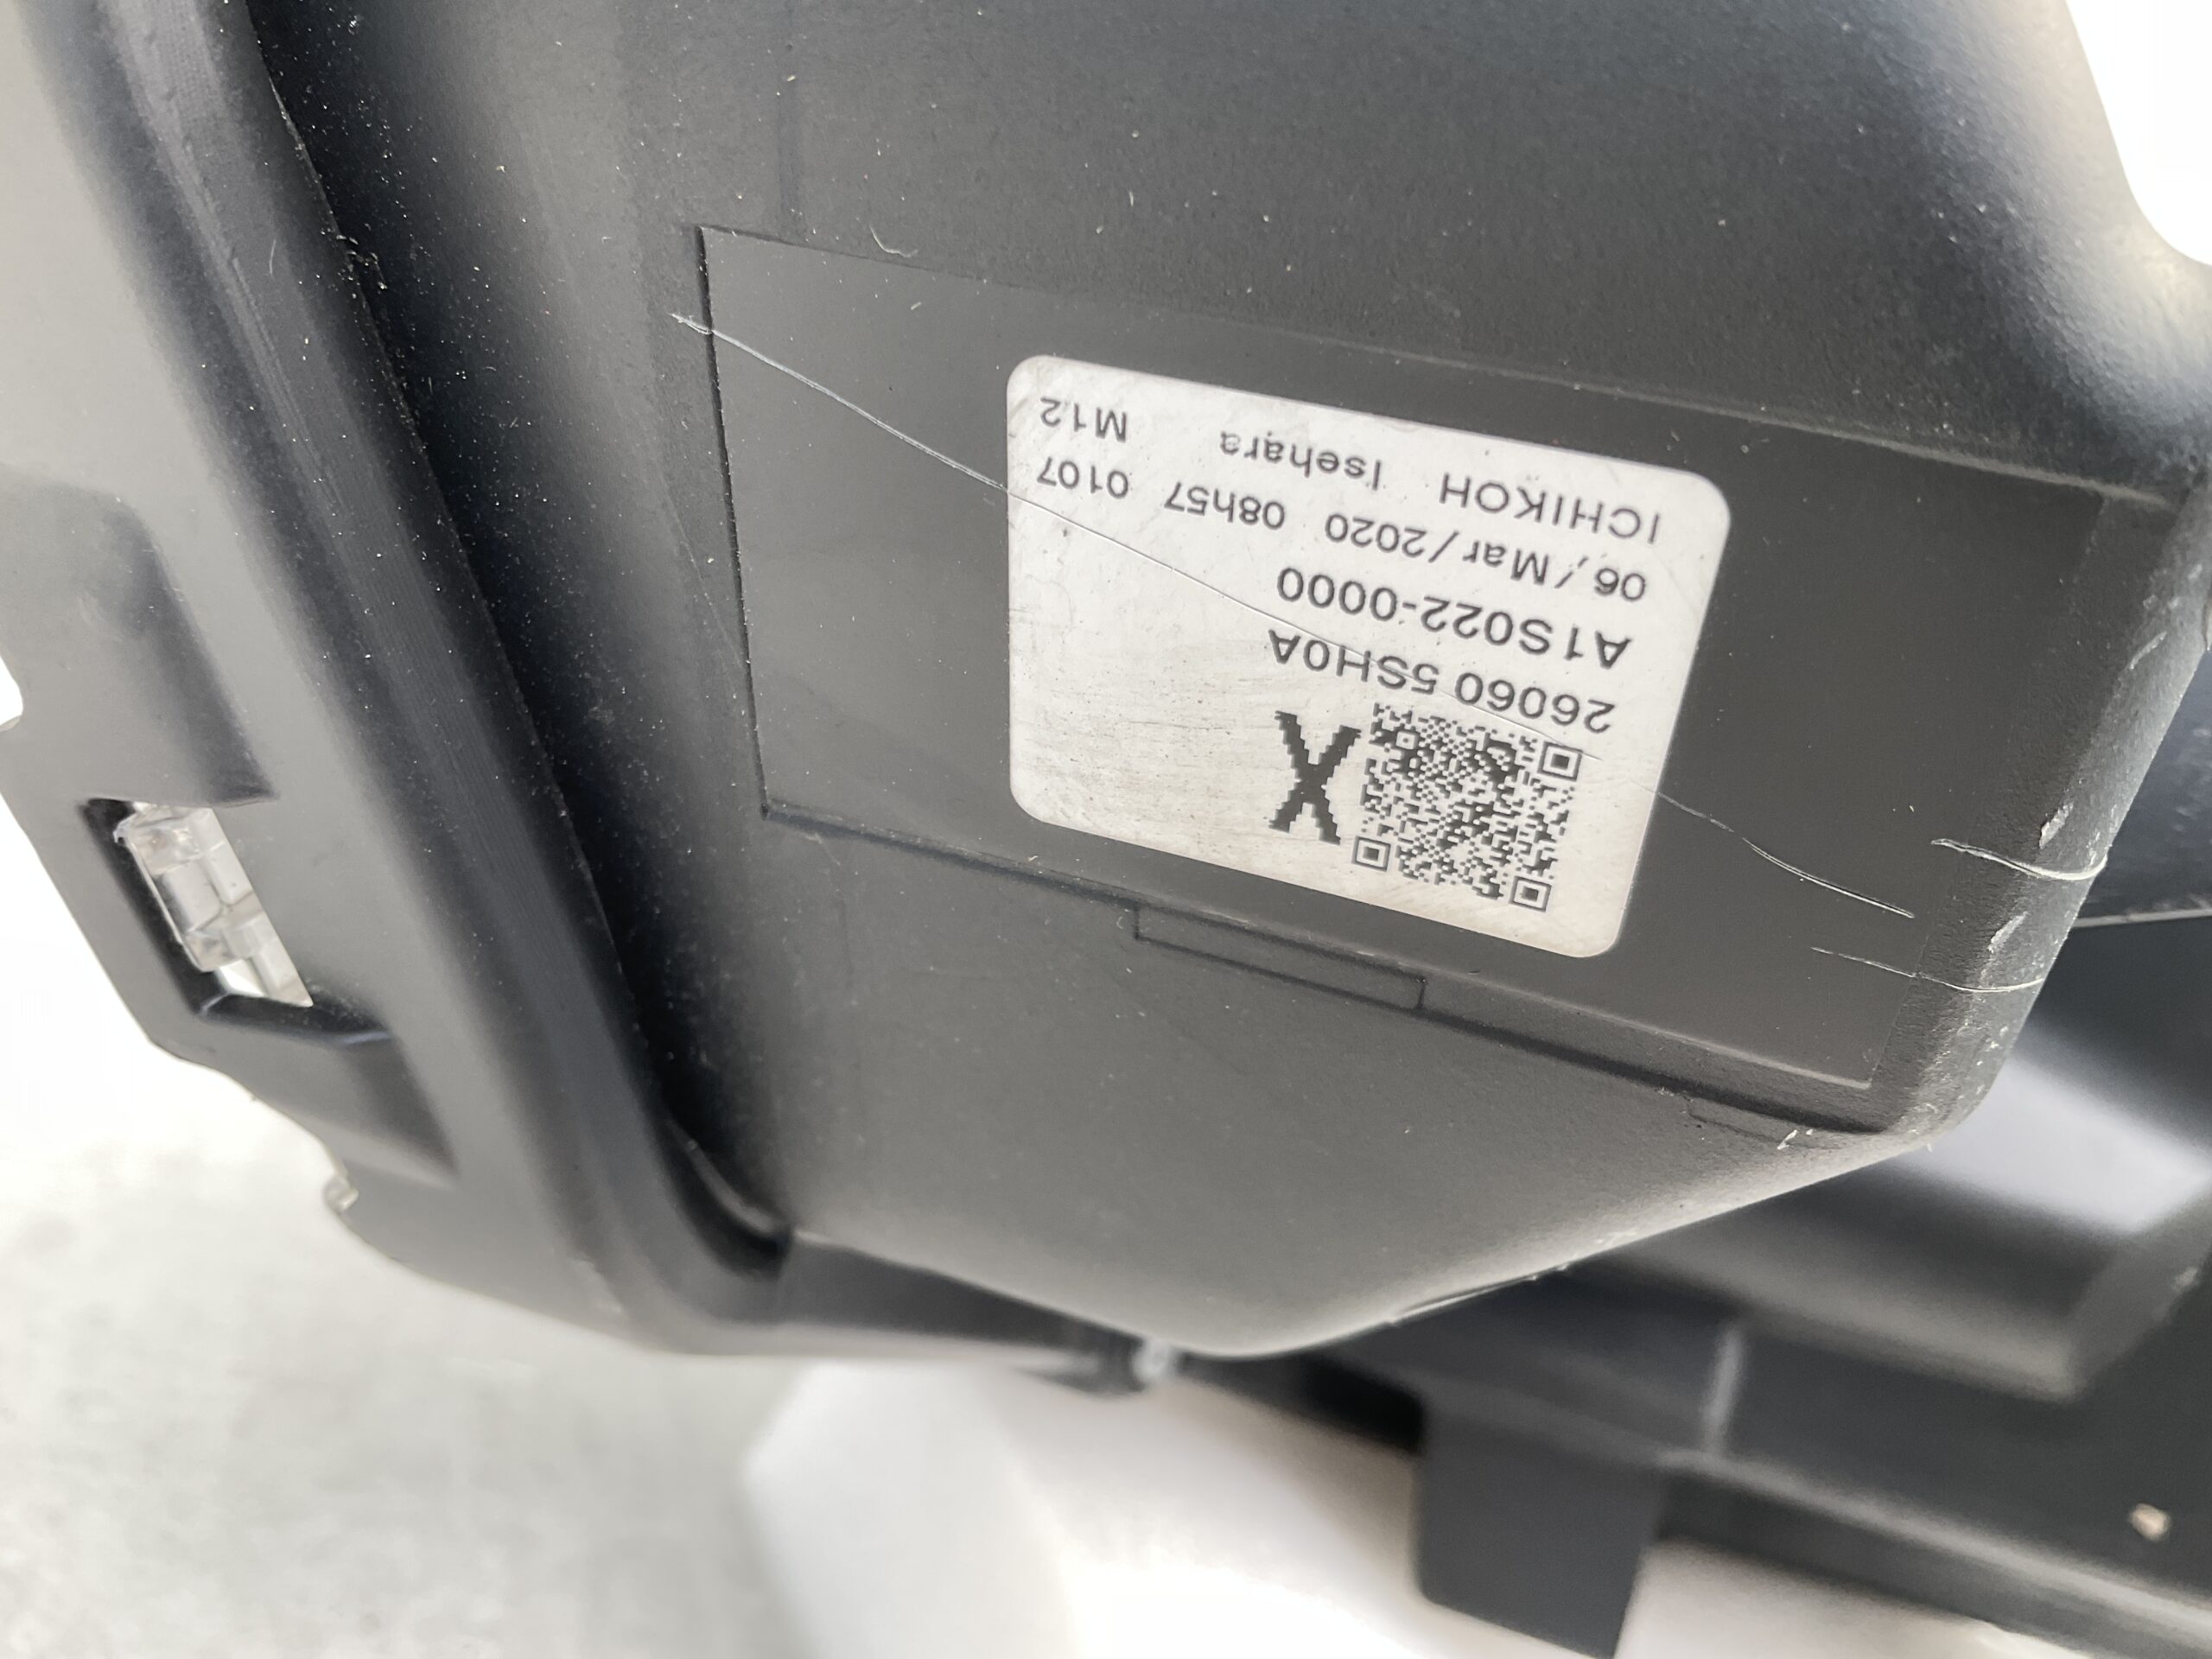 X
26060 5SH0A
A1S022-0000
06/Mar/2020 08h57 0107
ICHIKOH Isehara M12